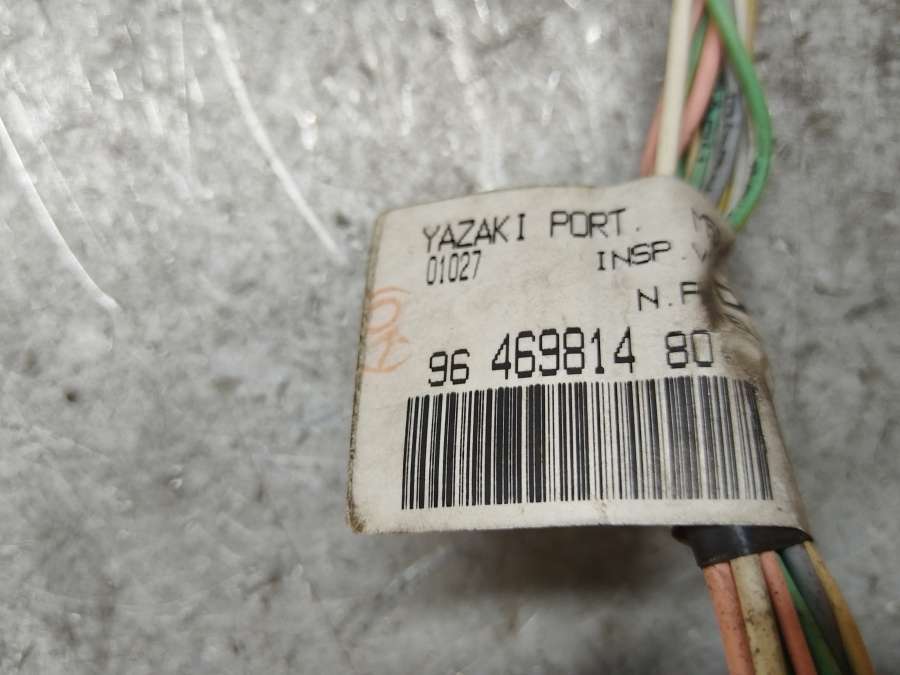 YAZAKI PORT.
01027
INSP.
96 469814 80